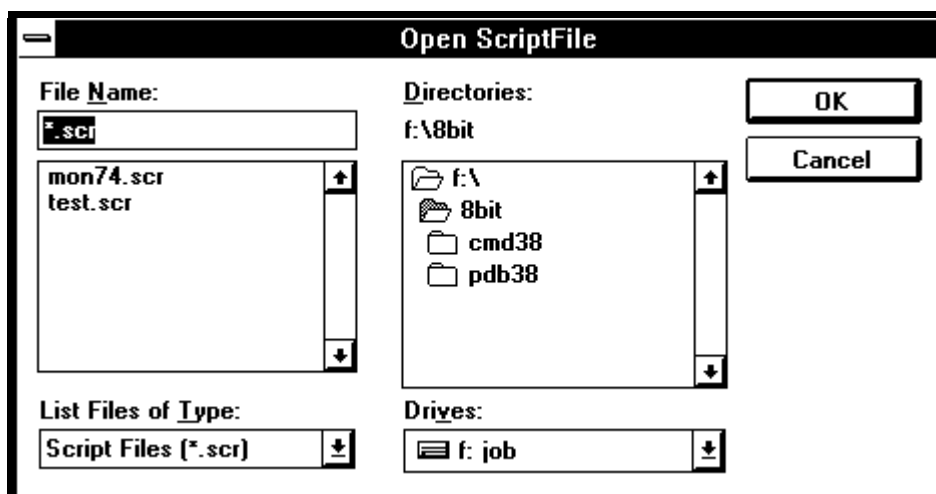 Open ScriptFile
File Name:
*.scr
mon74.scr
test.scr
List Files of Type:
Script Files (*.scr)
Directories:
f:\8bit
f:\
8bit
cmd38
pdb38
Drives:
f: job
OK
Cancel